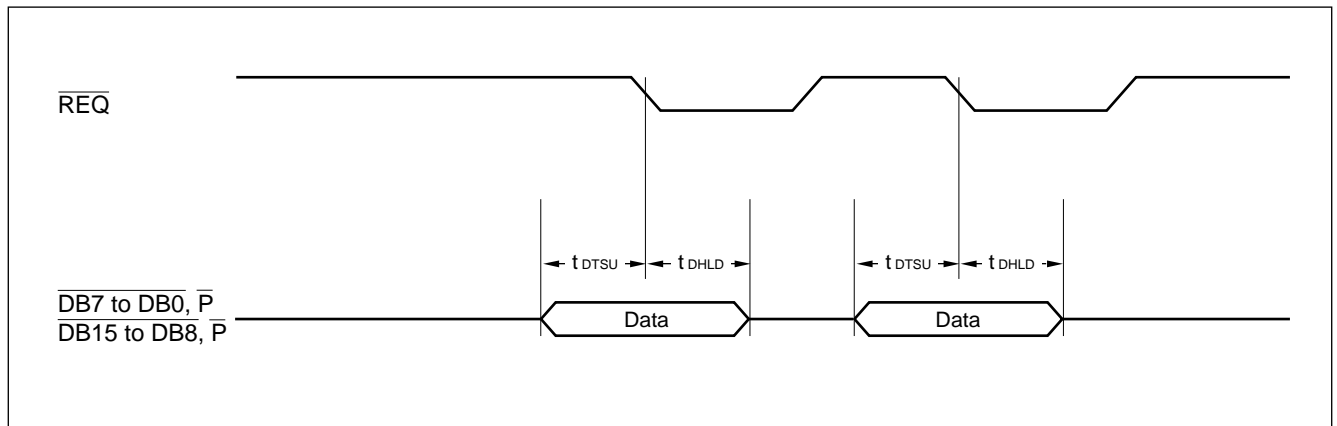 REQ
t DTSU t DHLD t DTSU t DHLD
DB7 to DB0, P
DB15 to DB8, P
Data Data